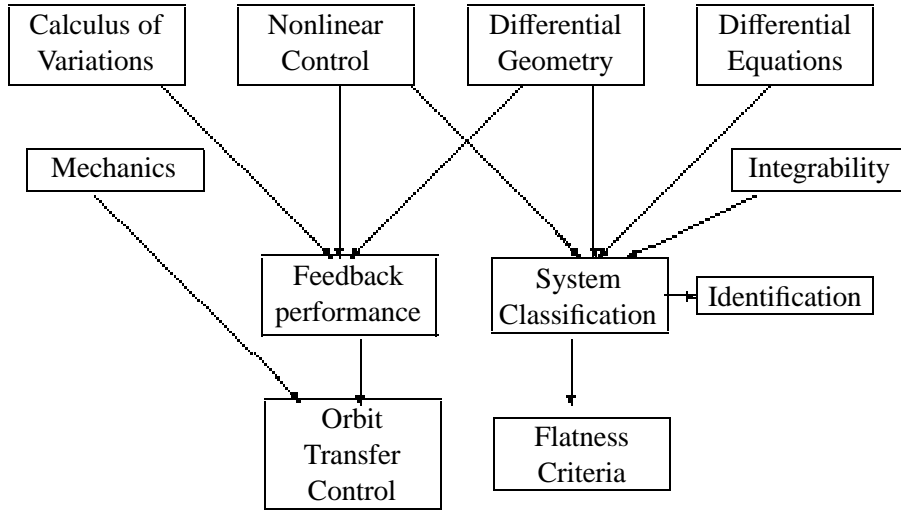 Calculus of
Variations
Nonlinear
Control
Differential
Geometry
Differential
Equations
Mechanics
Integrability
Feedback
performance
System
Classification
Identification
Orbit
Transfer
Control
Flatness
Criteria